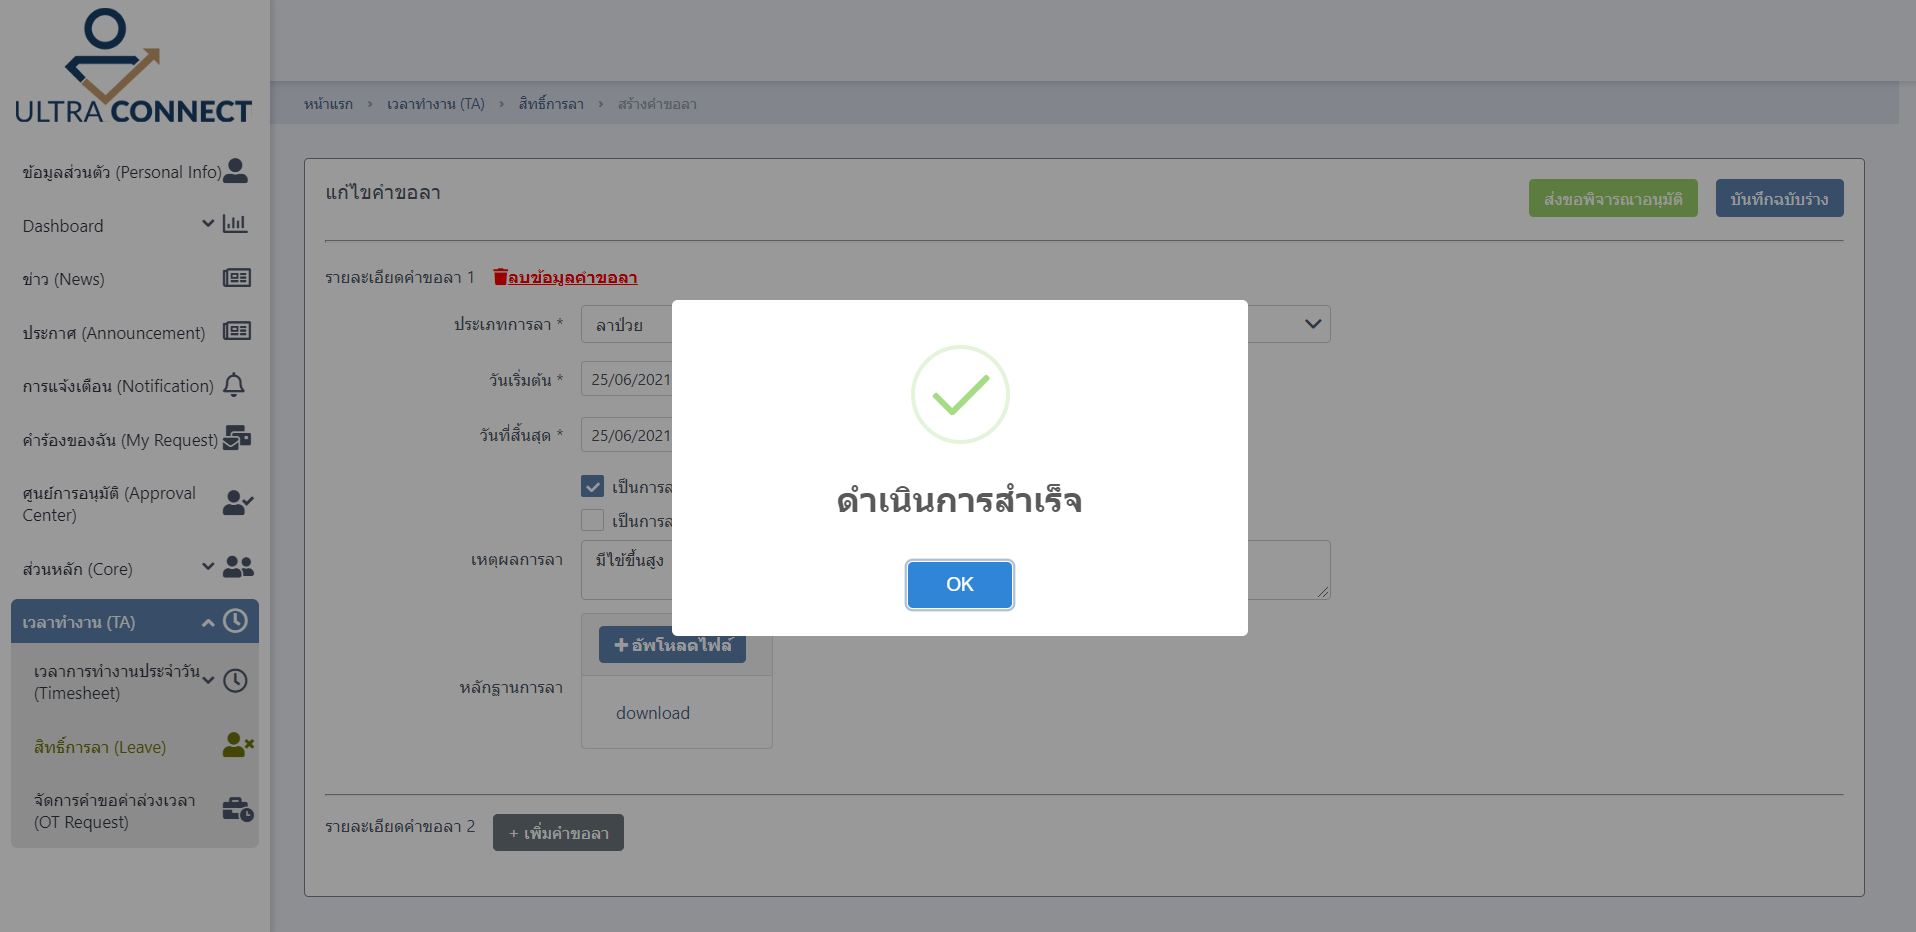 ULTRA CONNECT
ข้อมูลส่วนตัว (Personal Info)
Dashboard
ข่าว (News)
ประกาศ (Announcement)
การแจ้งเตือน (Notification)
คำร้องของฉัน (My Request)
ศูนย์การอนุมัติ (Approval
Center)
ส่วนหลัก (Core)
เวลาทำงาน (TA)
เวลาการทำงานประจำวัน
(Timesheet)
สิทธิ์การลา (Leave)
จัดการคำขอค่าล่วงเวลา
(OT Request)
หน้าแรก › เวลาทำงาน (TA) › สิทธิ์การลา › สร้างคำขอลา
แก้ไขคำขอลา
ส่งขอพิจารณาอนุมัติ
บันทึกฉบับร่าง
รายละเอียดคำขอลา 1 ลบข้อมูลคำขอลา
ประเภทการลา * ลาป่วย
วันเริ่มต้น * 25/06/2021
วันที่สิ้นสุด * 25/06/2021
เป็นการล
เป็นการล
เหตุผลการลา มีไข้ขึ้นสูง
+ อัพโหลดไฟล์
หลักฐานการลา
download
รายละเอียดคำขอลา 2 + เพิ่มคำขอลา
ดำเนินการสำเร็จ
OK